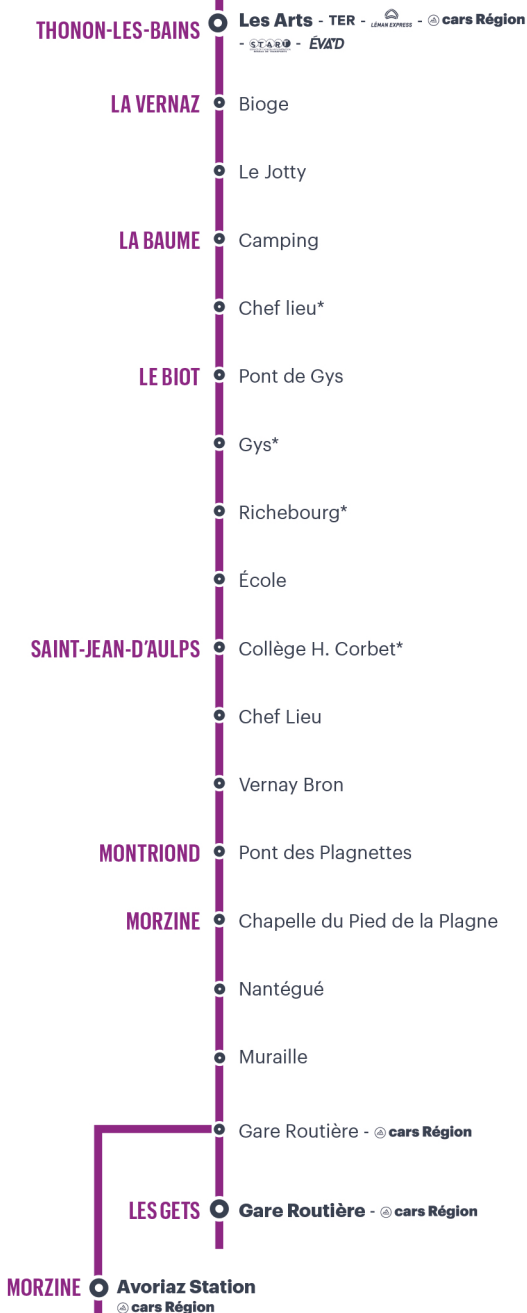 THONON-LES-BAINS Les Arts - TER - LÉMAN EXPRESS - cars Région
- START - ÉVA'D
LA VERNAZ Bioge
Le Jotty
LA BAUME Camping
Chef lieu*
LE BIOT Pont de Gys
Gys*
Richebourg*
École
SAINT-JEAN-D'AULPS Collège H. Corbet*
Chef Lieu
Vernay Bron
MONTRIOND Pont des Plagnettes
MORZINE Chapelle du Pied de la Plagne
Nantégué
Muraille
Gare Routière - cars Région
LES GETS Gare Routière - cars Région
MORZINE Avoriaz Station
cars Région